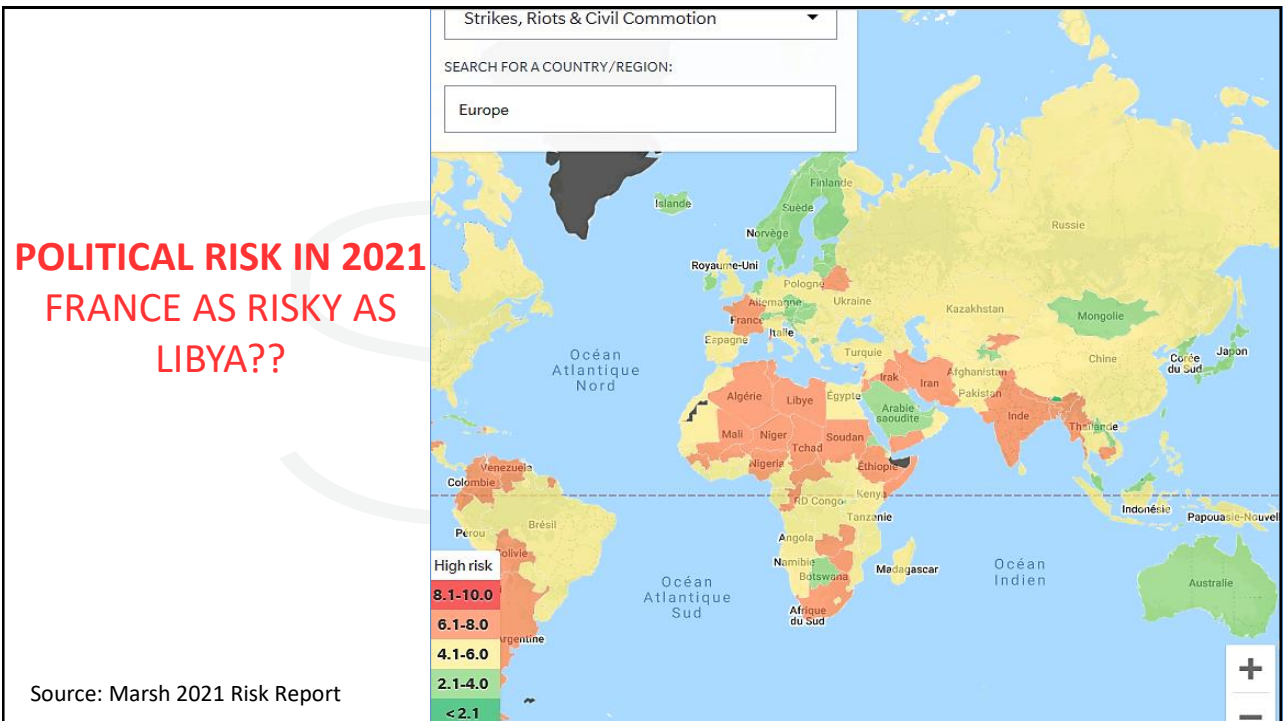 POLITICAL RISK IN 2021
FRANCE AS RISKY AS
LIBYA??
Source: Marsh 2021 Risk Report
Strikes, Riots & Civil Commotion
SEARCH FOR A COUNTRY/REGION:
Europe
Islande
Finlande
Suède
Norvège
Russie
Royaume-Uni
Pologne
Allemagne
Ukraine
Kazakhstan
Mongolie
France
Italie
Espagne
Turquie
Chine
Corée
du Sud
Japon
Océan
Atlantique
Nord
Afghanistan
Irak
Iran
Pakistan
Algérie
Libye
Égypte
Arabie
saoudite
Inde
Mali
Niger
Tchad
Soudan
Thaïlande
Nigeria
Éthiopie
Venezuela
Colombie
RD Congo
Kenya
Indonésie
Papouasie-Nouvel
Tanzanie
Brésil
Pérou
Angola
Bolivie
Namibie
Botswana
Madagascar
Océan
Indien
Océan
Atlantique
Sud
Australie
Afrique
du Sud
rgentine
High risk
8.1-10.0
6.1-8.0
4.1-6.0
2.1-4.0
<2.1
+
−